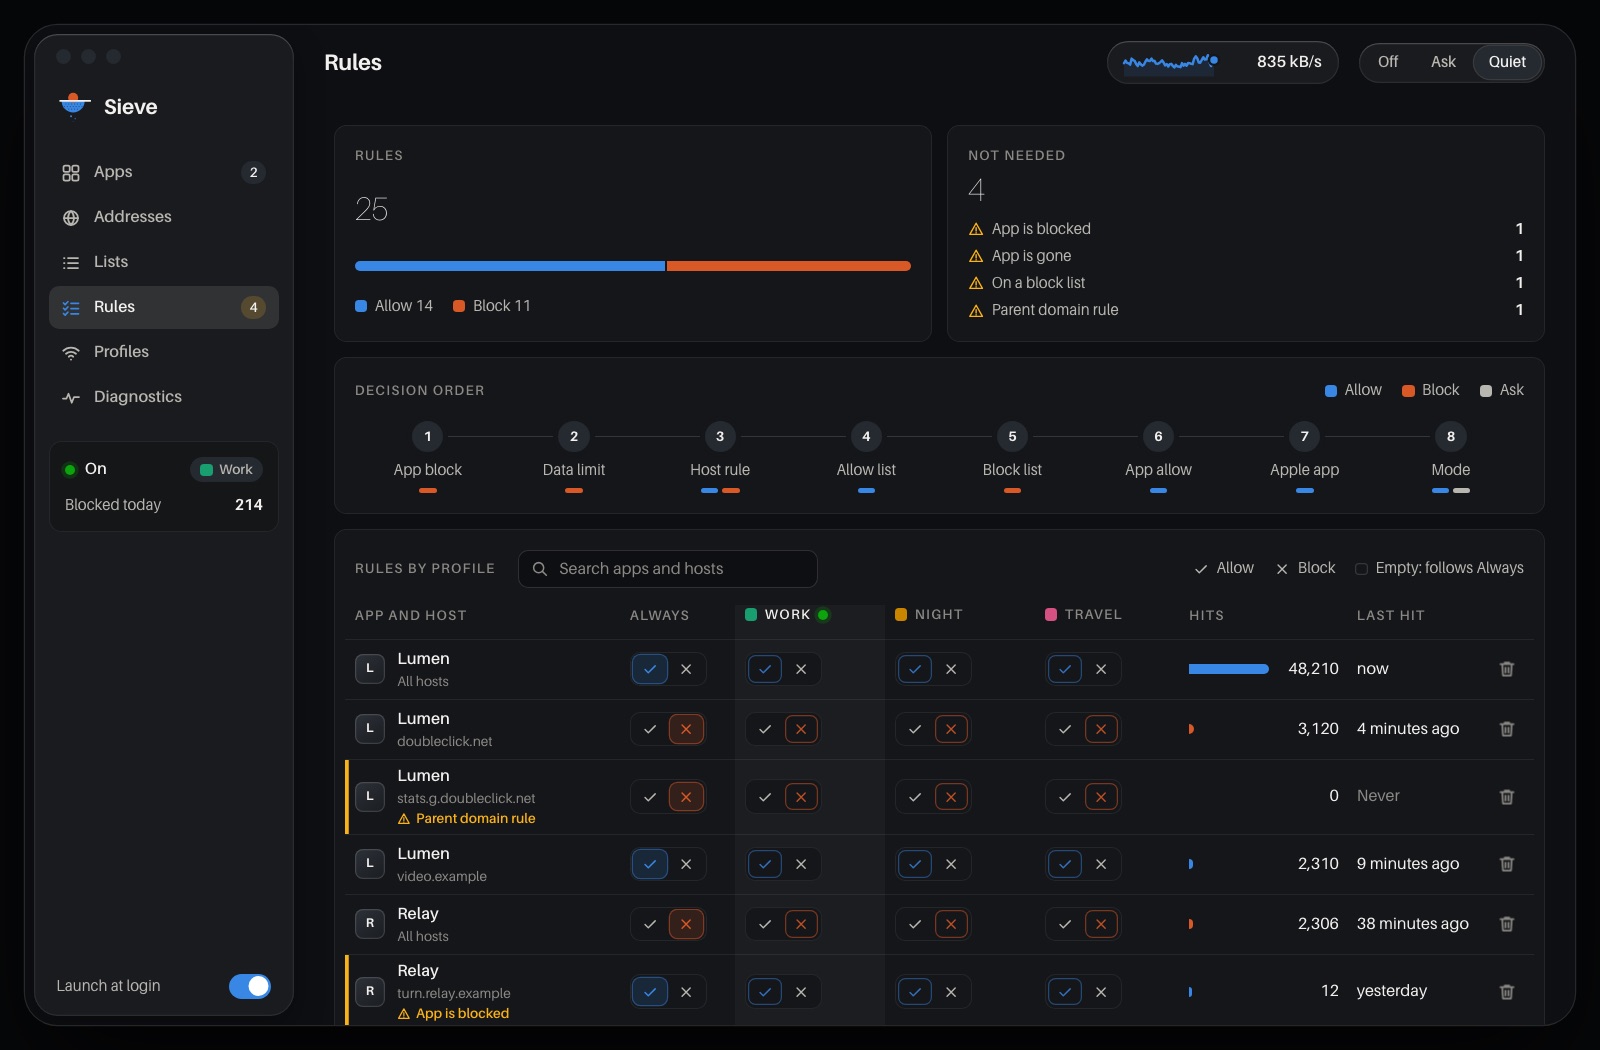 Sieve
Apps 2
Addresses
Lists
Rules 4
Profiles
Diagnostics
On Work
Blocked today 214
Launch at login
Rules
835 kB/s
Off Ask Quiet
RULES
25
Allow 14 Block 11
NOT NEEDED
4
App is blocked 1
App is gone 1
On a block list 1
Parent domain rule 1
DECISION ORDER
Allow Block Ask
1 2 3 4 5 6 7 8
App block Data limit Host rule Allow list Block list App allow Apple app Mode
RULES BY PROFILE Search apps and hosts Allow Block Empty: follows Always
APP AND HOST ALWAYS WORK NIGHT TRAVEL HITS LAST HIT
L Lumen
All hosts
48,210 now
L Lumen
doubleclick.net
3,120 4 minutes ago
L Lumen
stats.g.doubleclick.net
Parent domain rule
0 Never
L Lumen
video.example
2,310 9 minutes ago
R Relay
All hosts
2,306 38 minutes ago
R Relay
turn.relay.example
App is blocked
12 yesterday